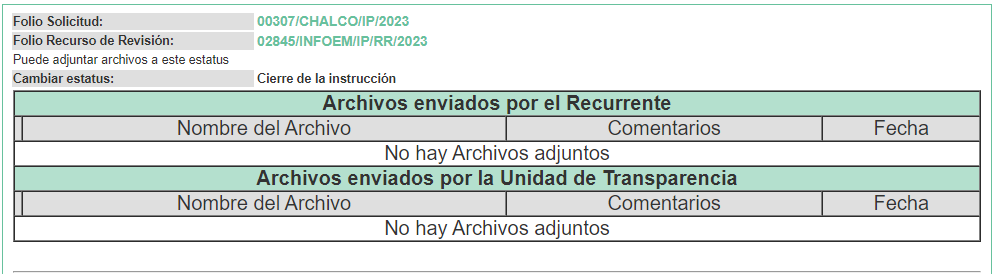 Folio Solicitud: 00307/CHALCO/IP/2023
Folio Recurso de Revisión: 02845/INFOEM/IP/RR/2023
Puede adjuntar archivos a este estatus
Cambiar estatus: Cierre de la instrucción
Archivos enviados por el Recurrente
Nombre del Archivo Comentarios Fecha
No hay Archivos adjuntos
Archivos enviados por la Unidad de Transparencia
Nombre del Archivo Comentarios Fecha
No hay Archivos adjuntos